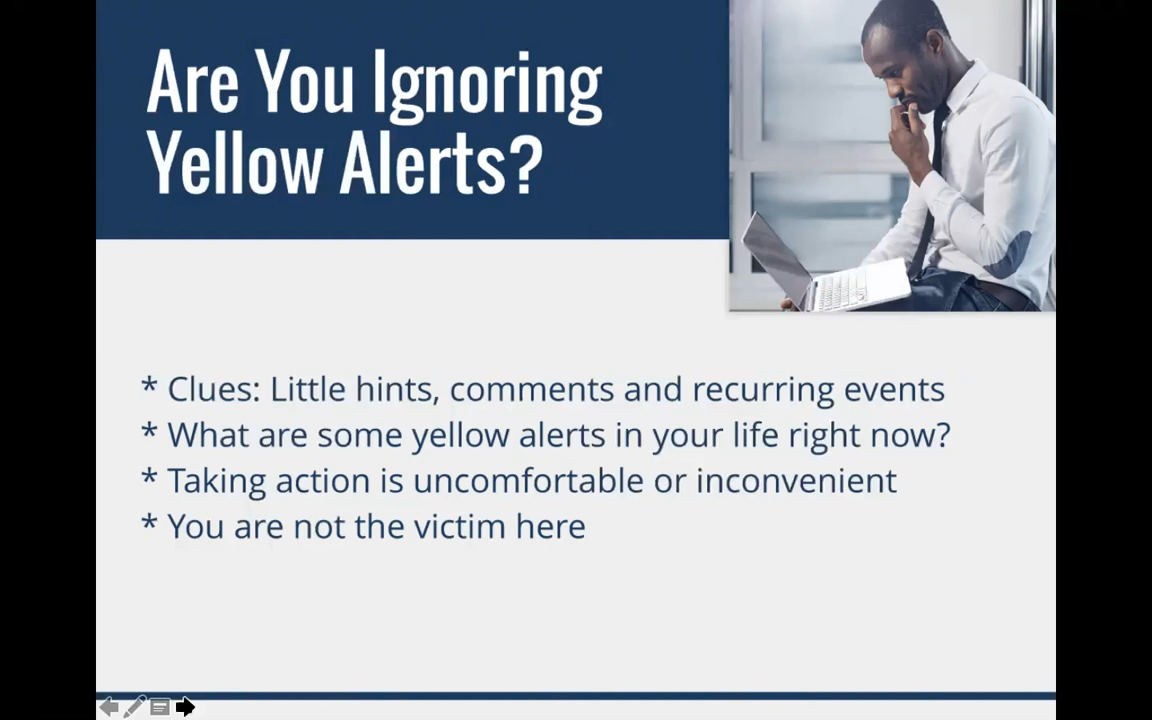 Are You Ignoring
Yellow Alerts?
* Clues: Little hints, comments and recurring events
* What are some yellow alerts in your life right now?
* Taking action is uncomfortable or inconvenient
* You are not the victim here